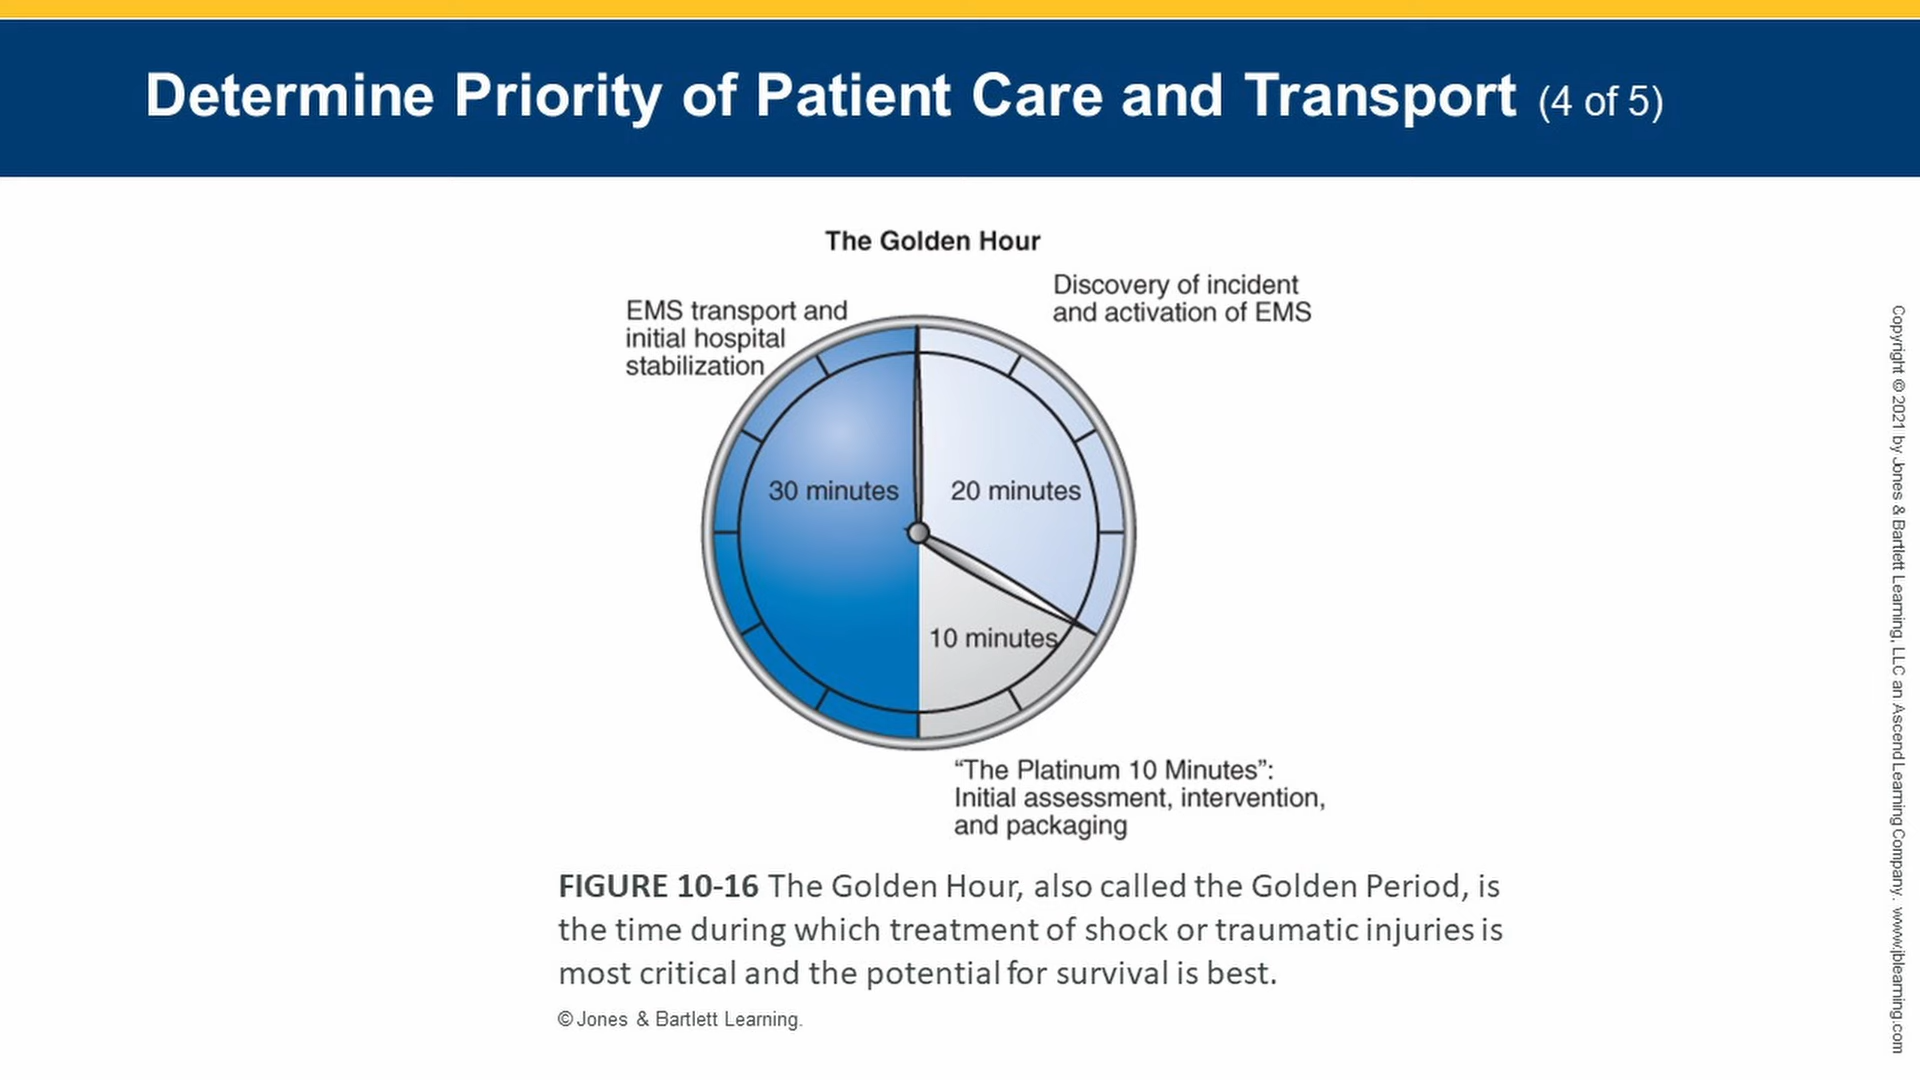 Determine Priority of Patient Care and Transport (4 of 5)
The Golden Hour
Discovery of incident
and activation of EMS
EMS transport and
initial hospital
stabilization
30 minutes
20 minutes
10 minutes
“The Platinum 10 Minutes”:
Initial assessment, intervention,
and packaging
FIGURE 10-16 The Golden Hour, also called the Golden Period, is
the time during which treatment of shock or traumatic injuries is
most critical and the potential for survival is best.
© Jones & Bartlett Learning.
Copyright © 2021 by Jones & Bartlett Learning, LLC an Ascend Learning Company. www.jblearning.com